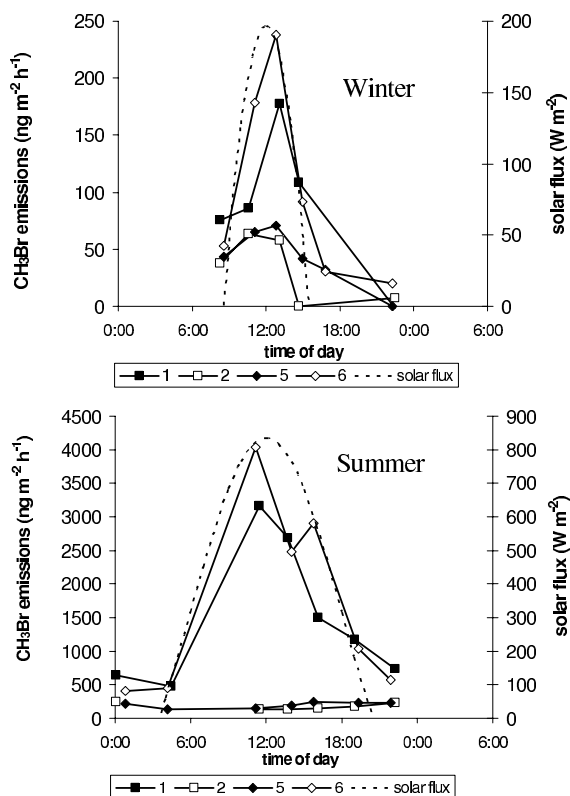 250
200
150
100
50
0
CH3Br emissions (ng m-2 h-1)
200
150
100
50
0
solar flux (W m-2)
Winter
0:00 6:00 12:00 18:00 0:00 6:00
time of day
1 2 5 6 solar flux
4500
4000
3500
3000
2500
2000
1500
1000
500
0
CH3Br emissions (ng m-2 h-1)
900
800
700
600
500
400
300
200
100
0
solar flux (W m-2)
Summer
0:00 6:00 12:00 18:00 0:00 6:00
time of day
1 2 5 6 solar flux